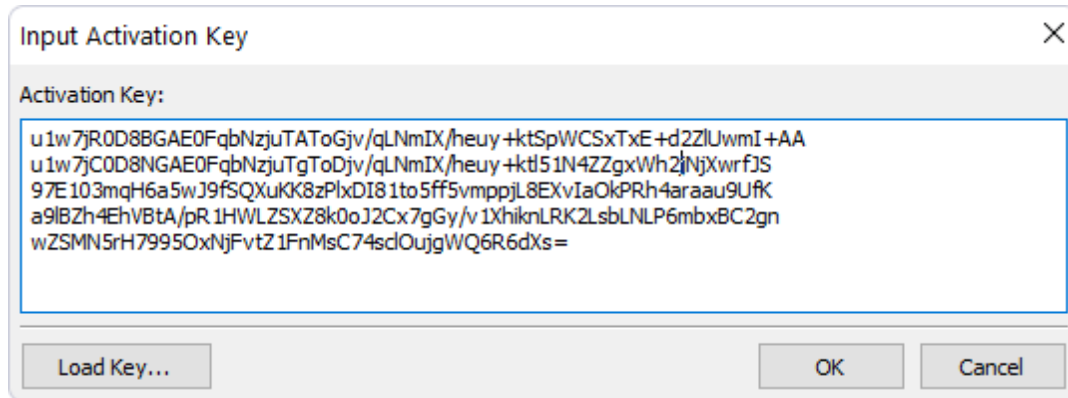 Input Activation Key
Activation Key:
u1w7jR0D8BGAE0FqbNzjuTAToGjv/qLNmIX/heuy+ktSpWCSxTxE+d2ZlUwmI+AA
u1w7jC0D8NGAE0FqbNzjuTgToDjv/qLNmIX/heuy+ktl51N4ZZgxWh2iNjXwrfJS
97E103mqH6a5wJ9fSQXuKK8zPlxDI81to5ff5vmppjL8EXvIaOkPRh4araau9UfK
a9lBZh4EhVBtA/pR1HWLZSXZ8k0oJ2Cx7gGy/v1XhiknLRK2LsbLNLP6mbxBC2gn
wZSMN5rH7995OxNjFvtZ1FnMsC74sclOujgWQ6R6dXs=
Load Key...
OK
Cancel